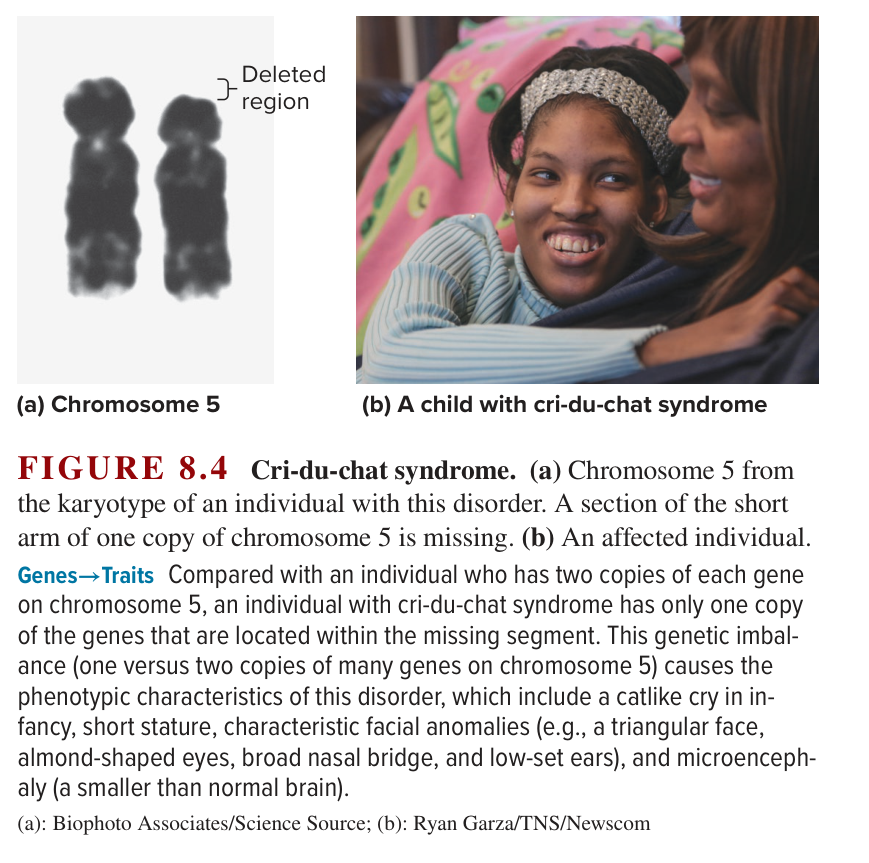 Deleted
region
(a) Chromosome 5
(b) A child with cri-du-chat syndrome
FIGURE 8.4 Cri-du-chat syndrome. (a) Chromosome 5 from
the karyotype of an individual with this disorder. A section of the short
arm of one copy of chromosome 5 is missing. (b) An affected individual.
Genes→Traits Compared with an individual who has two copies of each gene
on chromosome 5, an individual with cri-du-chat syndrome has only one copy
of the genes that are located within the missing segment. This genetic imbal-
ance (one versus two copies of many genes on chromosome 5) causes the
phenotypic characteristics of this disorder, which include a catlike cry in in-
fancy, short stature, characteristic facial anomalies (e.g., a triangular face,
almond-shaped eyes, broad nasal bridge, and low-set ears), and microenceph-
aly (a smaller than normal brain).
(a): Biophoto Associates/Science Source; (b): Ryan Garza/TNS/Newscom